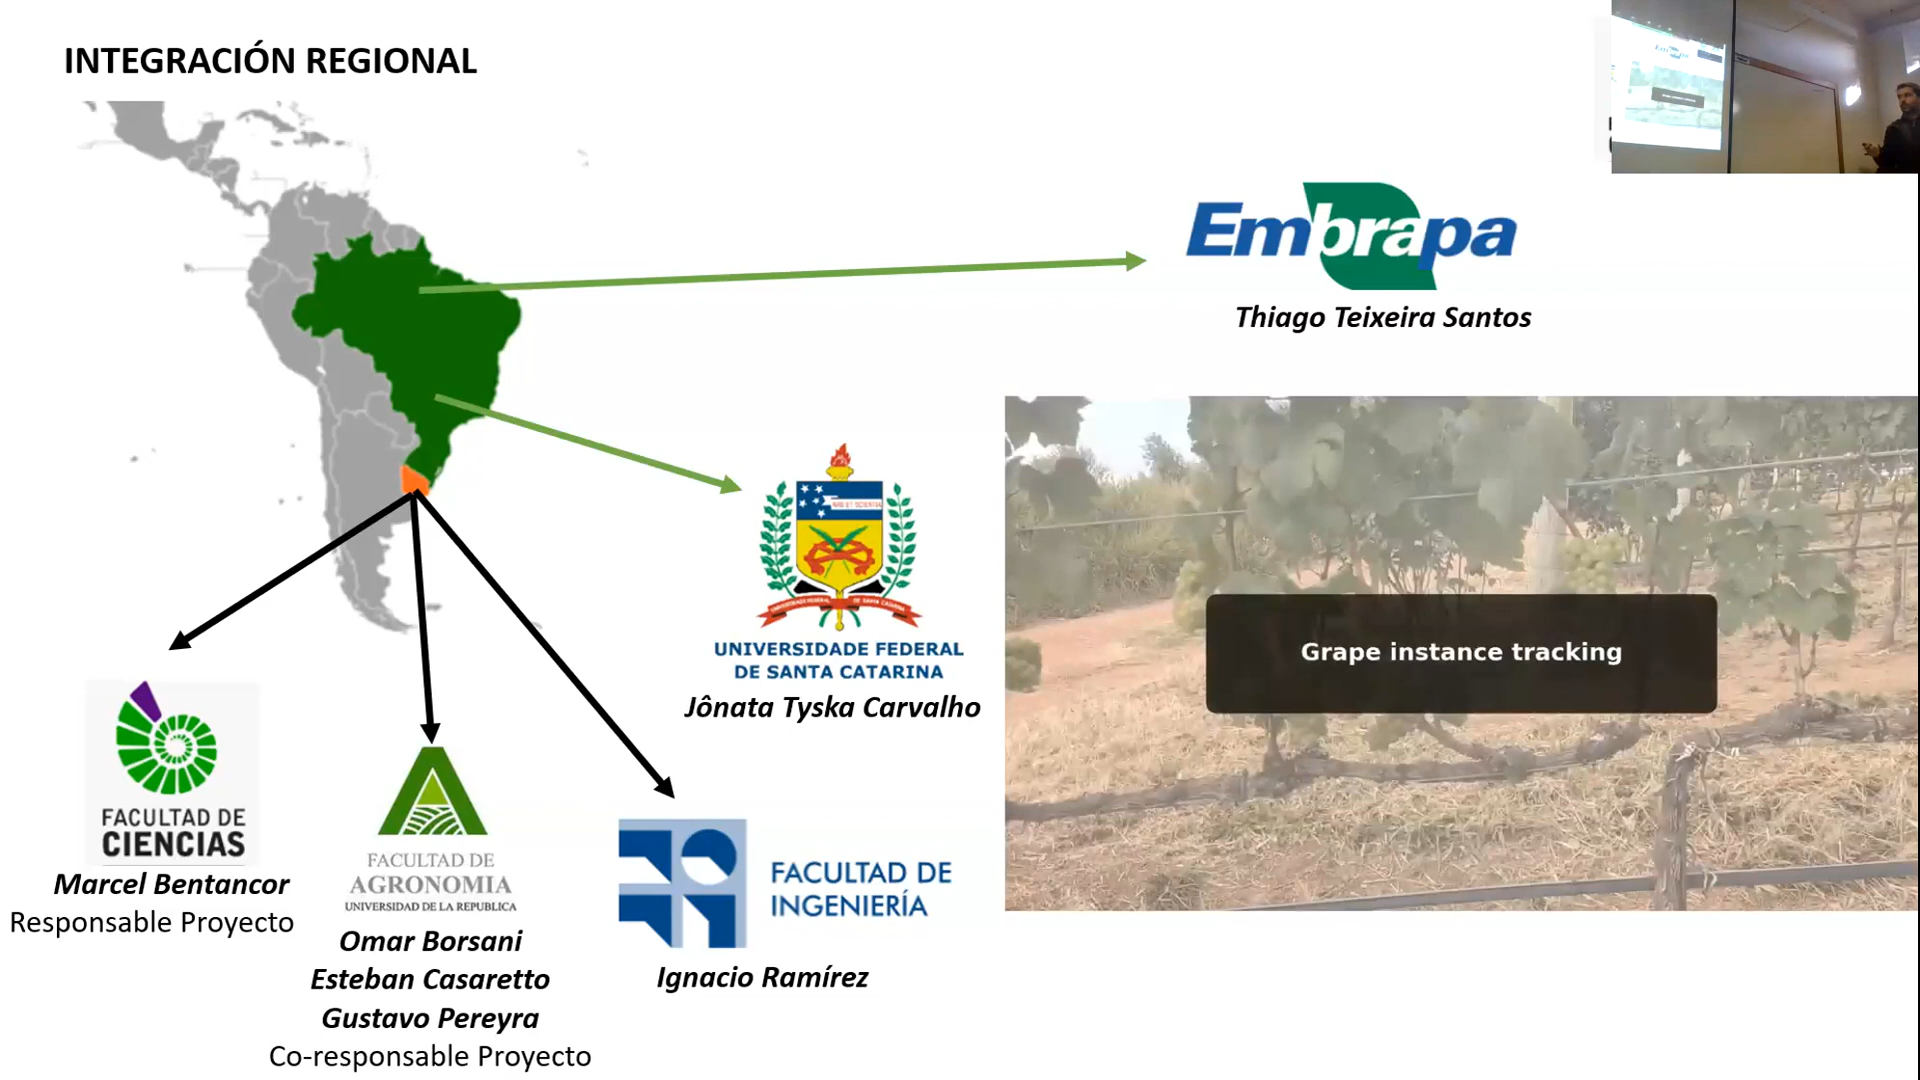 INTEGRACIÓN REGIONAL
Embrapa
Thiago Teixeira Santos
UNIVERSIDADE FEDERAL
DE SANTA CATARINA
Jônata Tyska Carvalho
Grape instance tracking
FACULTAD DE
CIENCIAS
Marcel Bentancor
Responsable Proyecto
FACULTAD DE
AGRONOMIA
UNIVERSIDAD DE LA REPUBLICA
Omar Borsani
Esteban Casaretto
Gustavo Pereyra
Co-responsable Proyecto
FACULTAD DE
INGENIERÍA
Ignacio Ramírez